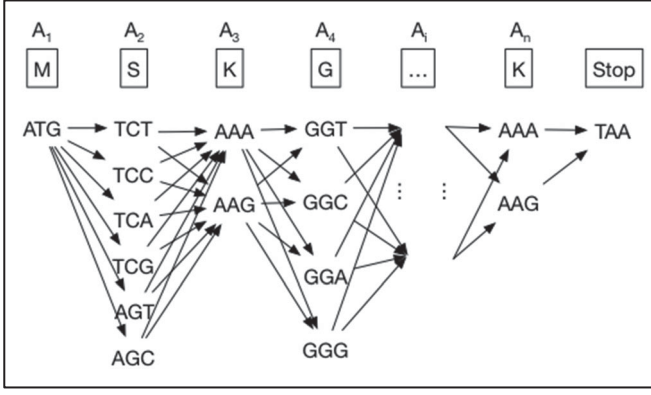 A1 A2 A3 A4 Ai An
M S K G ... K Stop
ATG TCT AAA GGT AAA TAA
TCC
AAG GGC AAG
TCA
TCG GGA
AGT
AGC GGG